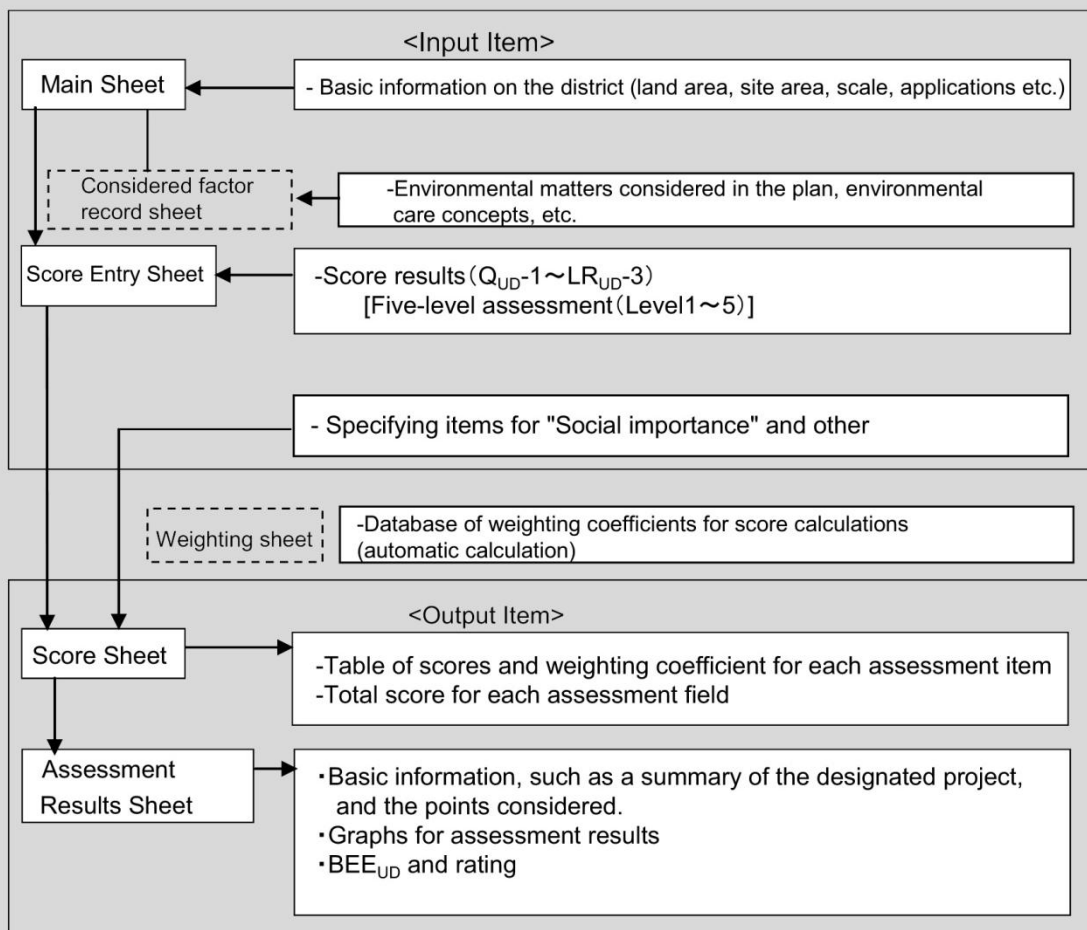 <Input Item>
Main Sheet
- Basic information on the district (land area, site area, scale, applications etc.)
Considered factor
record sheet
-Environmental matters considered in the plan, environmental
care concepts, etc.
Score Entry Sheet
-Score results(QUD-1～LRUD-3)
[Five-level assessment(Level1～5)]
- Specifying items for "Social importance" and other
Weighting sheet
-Database of weighting coefficients for score calculations
(automatic calculation)
<Output Item>
Score Sheet
-Table of scores and weighting coefficient for each assessment item
-Total score for each assessment field
Assessment
Results Sheet
・Basic information, such as a summary of the designated project,
and the points considered.
・Graphs for assessment results
・BEEUD and rating